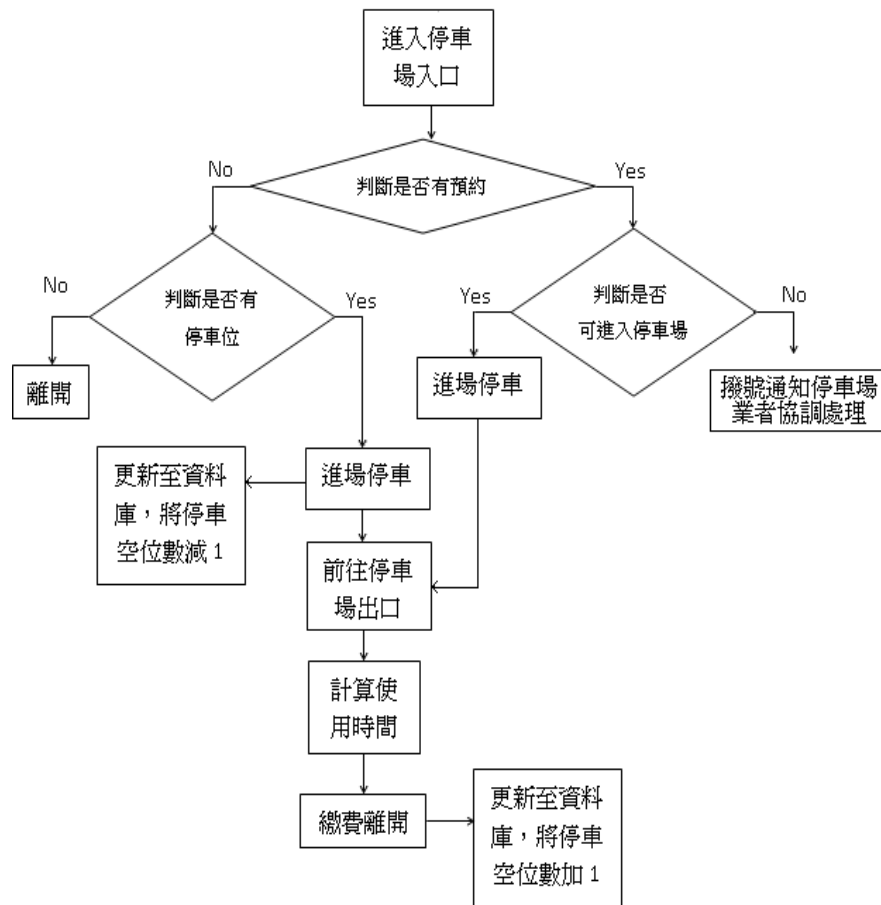 進入停車
場入口
No
Yes
判斷是否有預約
No
判斷是否有
停車位
Yes
Yes
判斷是否
可進入停車場
No
離開
進場停車
撥號通知停車場
業者協調處理
更新至資料
庫，將停車
空位數減1
進場停車
前往停車
場出口
計算使
用時間
繳費離開
更新至資料
庫，將停車
空位數加1